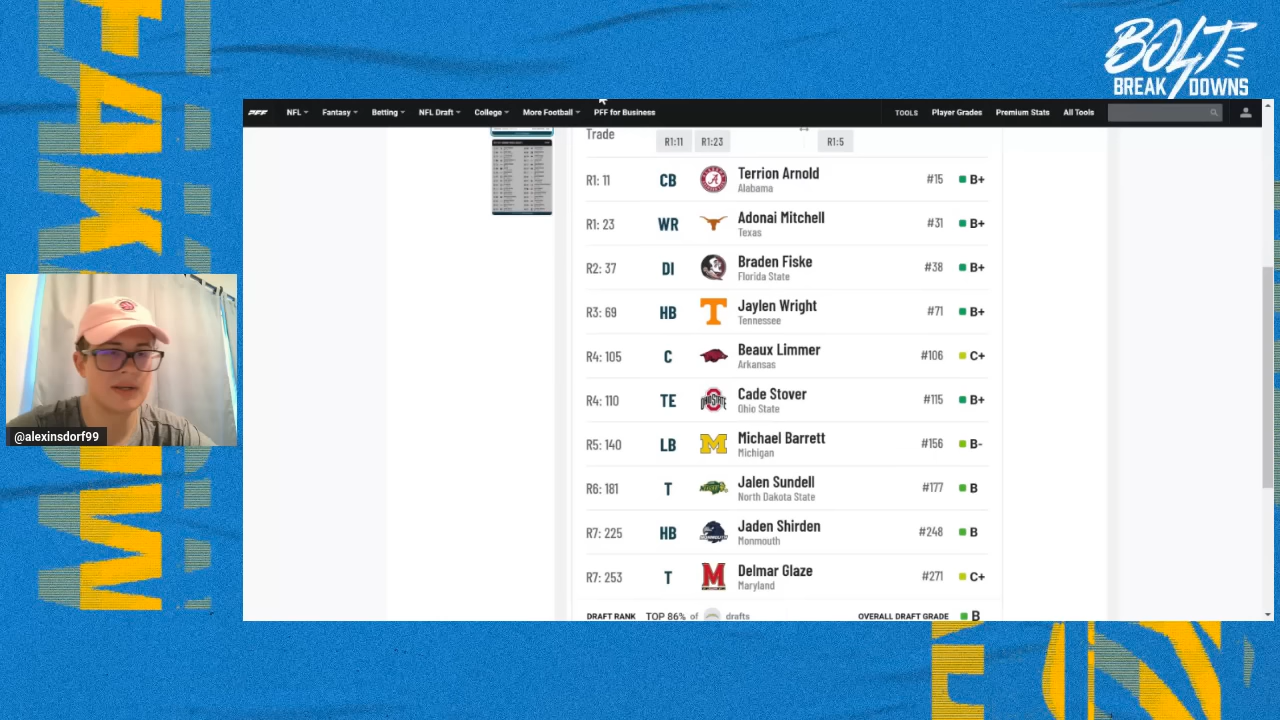 BOLT
BREAKDOWNS
PFF NFL Fantasy Betting NFL Draft College More Football PFF for Business TOOLS Player Grades Premium Stats All Tools
Trade R1:11 R1:23 R1:5
R1: 11 CB Terrion Arnold #15 B+
Alabama
R1: 23 WR Adonai Mitchell #31 B+
Texas
R2: 37 DI Braden Fiske #38 B+
Florida State
R3: 69 HB Jaylen Wright #71 B+
Tennessee
R4: 105 C Beaux Limmer #106 C+
Arkansas
R4: 110 TE Cade Stover #115 B+
Ohio State
R5: 140 LB Michael Barrett #156 B-
Michigan
R6: 181 T Jalen Sundell #177 B
North Dakota State
R7: 225 HB Jaden Shirden #248 B
Monmouth
R7: 253 T Delmar Glaze #271 C+
Maryland
DRAFT RANK TOP 86% of drafts OVERALL DRAFT GRADE B
@alexinsdorf99